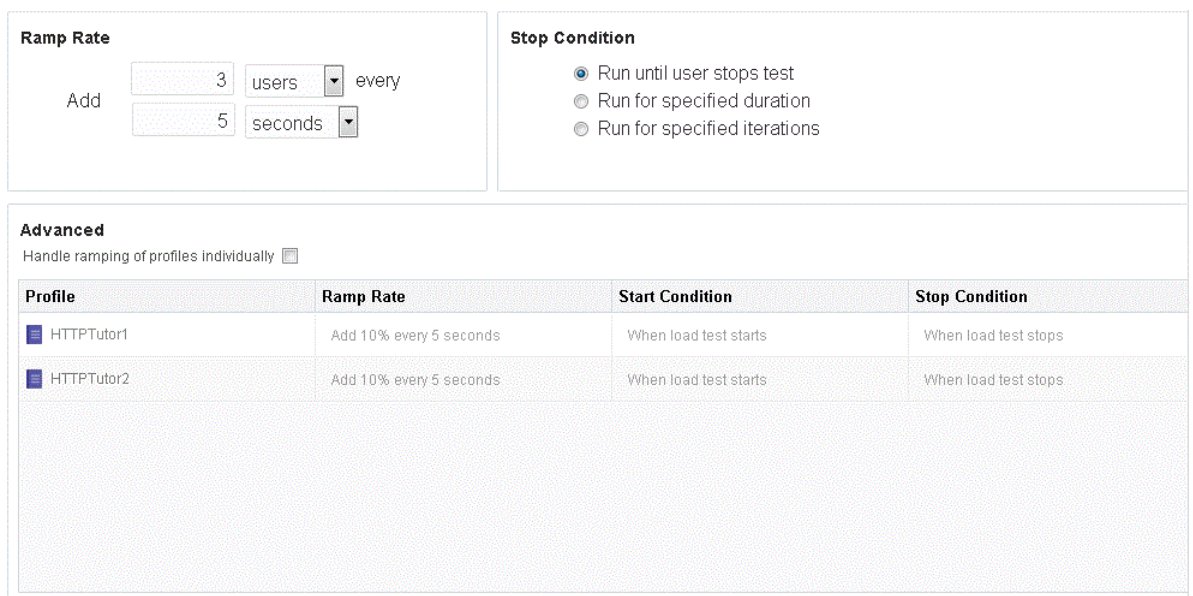 Ramp Rate
Add 3 users every
5 seconds
Stop Condition
Run until user stops test
Run for specified duration
Run for specified iterations
Advanced
Handle ramping of profiles individually
Profile Ramp Rate Start Condition Stop Condition
HTTPTutor1 Add 10% every 5 seconds When load test starts When load test stops
HTTPTutor2 Add 10% every 5 seconds When load test starts When load test stops